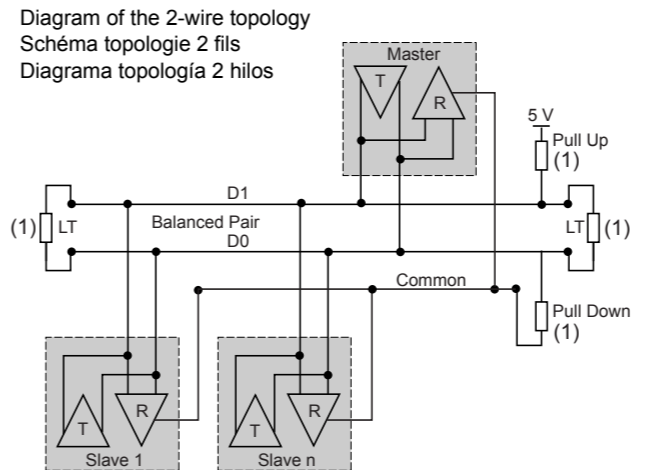 Diagram of the 2-wire topology
Schéma topologie 2 fils
Diagrama topología 2 hilos
Master
T
R
5 V
Pull Up
(1)
D1
(1)
LT
Balanced Pair
LT
(1)
D0
Common
Pull Down
(1)
R
R
T
T
Slave 1
Slave n